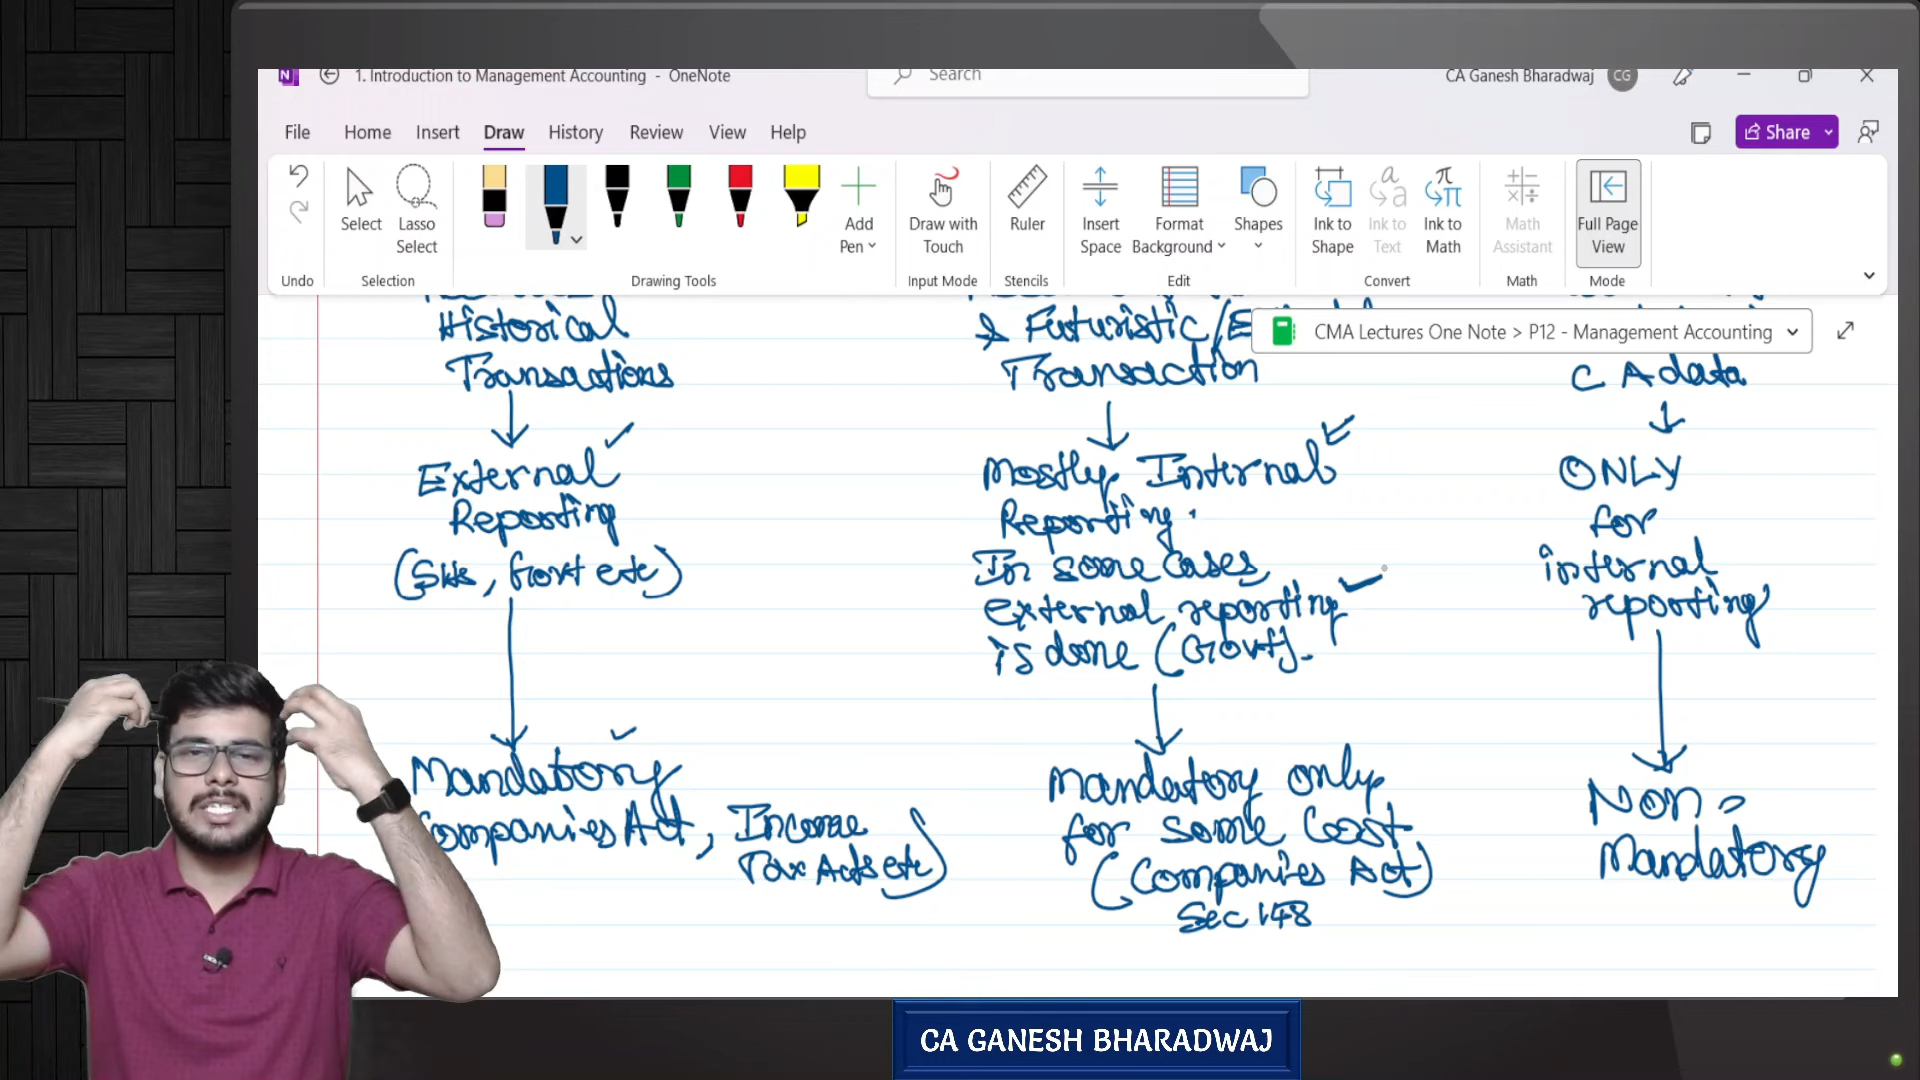 1. Introduction to Management Accounting - OneNote
Search
CA Ganesh Bharadwaj
CG
File Home Insert Draw History Review View Help
Share
Select
Lasso Select
Add Pen
Draw with Touch
Ruler
Insert Space
Format Background
Shapes
Ink to Shape
Ink to Text
Ink to Math
Math Assistant
Full Page View
Undo Selection Drawing Tools Input Mode Stencils Edit Convert Math Mode
CMA Lectures One Note > P12 - Management Accounting
Historical
Transactions
External
Reporting
(SHs, Govt etc)
Mandatory
Companies Act, Income
Tax Acts etc)
& Futuristic/
Transaction
Mostly Internal
Reporting.
In some cases
external reporting
is done (Govt).
Mandatory only
for some Cost
(Companies Act)
Sec 148
CA data
ONLY
for
internal
reporting
Non-
Mandatory
CA GANESH BHARADWAJ